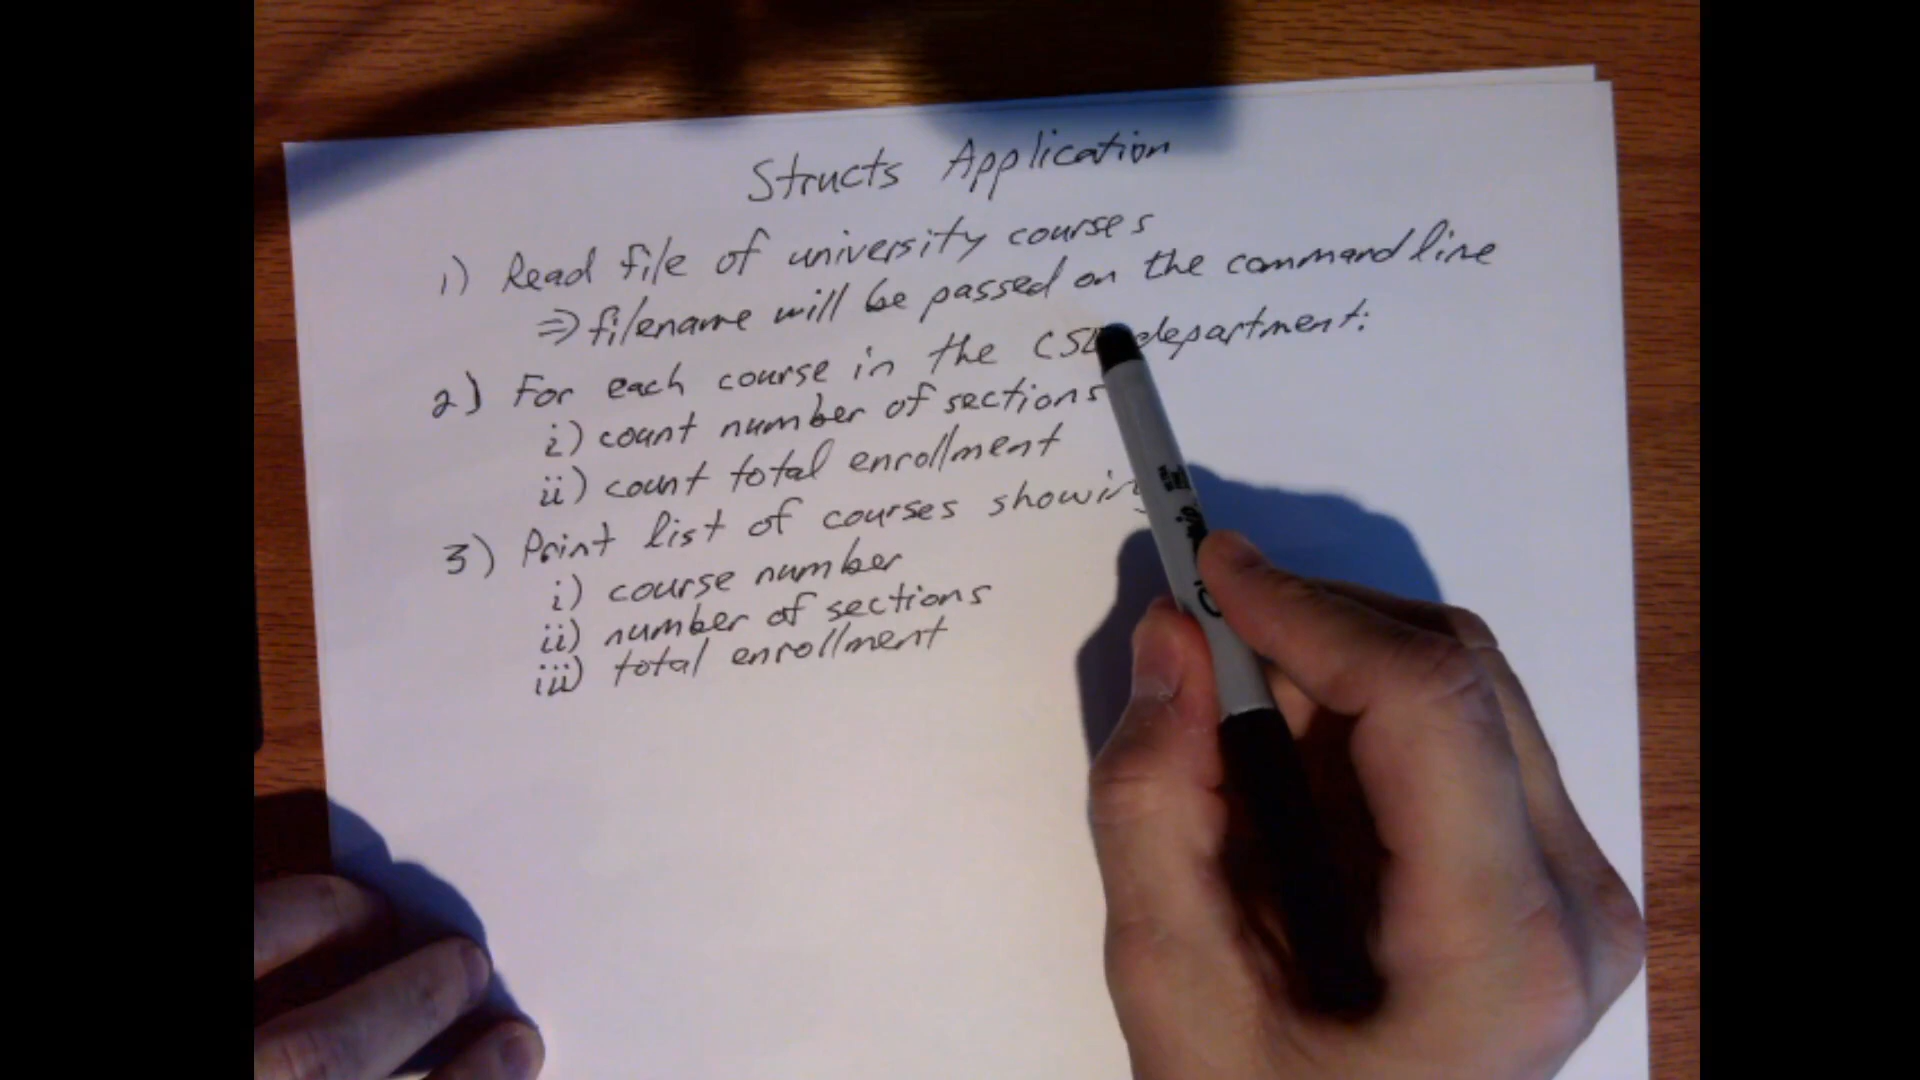 Structs Application
1) Read file of university courses
⇒ filename will be passed on the command line
2) For each course in the department:
i) count number of sections
ii) count total enrollment
3) Print list of courses
i) course number
ii) number of sections
iii) total enrollment